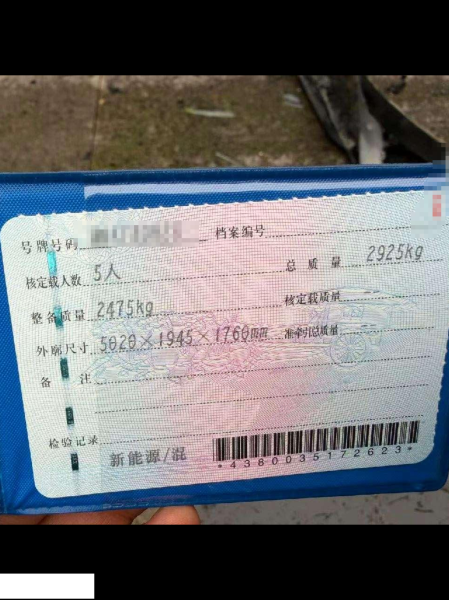 号牌号码 档案编号
核定载人数 5人 总质量 2925kg
整备质量 2475kg 核定载质量
外廓尺寸 5020×1945×1760mm 准牵引总质量
备注
检验记录 新能源/混
*4380035172623*